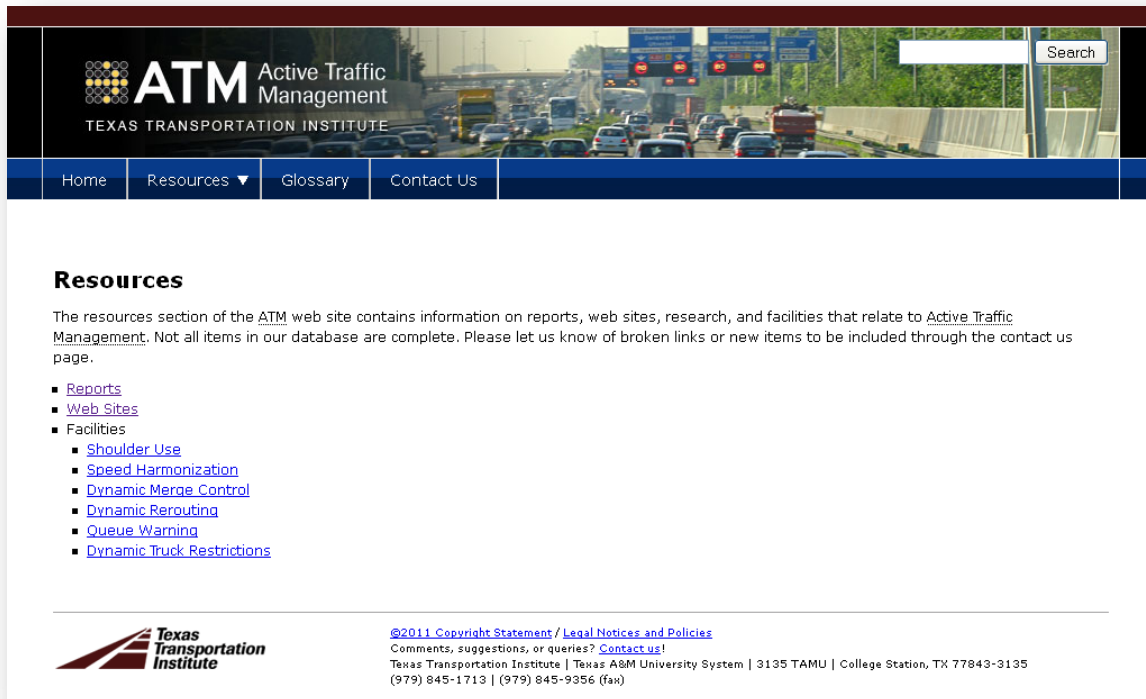 ATM Active Traffic
Management
TEXAS TRANSPORTATION INSTITUTE
Search
Home Resources ▼ Glossary Contact Us
Resources
The resources section of the ATM web site contains information on reports, web sites, research, and facilities that relate to Active Traffic
Management. Not all items in our database are complete. Please let us know of broken links or new items to be included through the contact us
page.
Reports
Web Sites
Facilities
Shoulder Use
Speed Harmonization
Dynamic Merge Control
Dynamic Rerouting
Queue Warning
Dynamic Truck Restrictions
Texas
Transportation
Institute
©2011 Copyright Statement / Legal Notices and Policies
Comments, suggestions, or queries? Contact us!
Texas Transportation Institute | Texas A&M University System | 3135 TAMU | College Station, TX 77843-3135
(979) 845-1713 | (979) 845-9356 (fax)